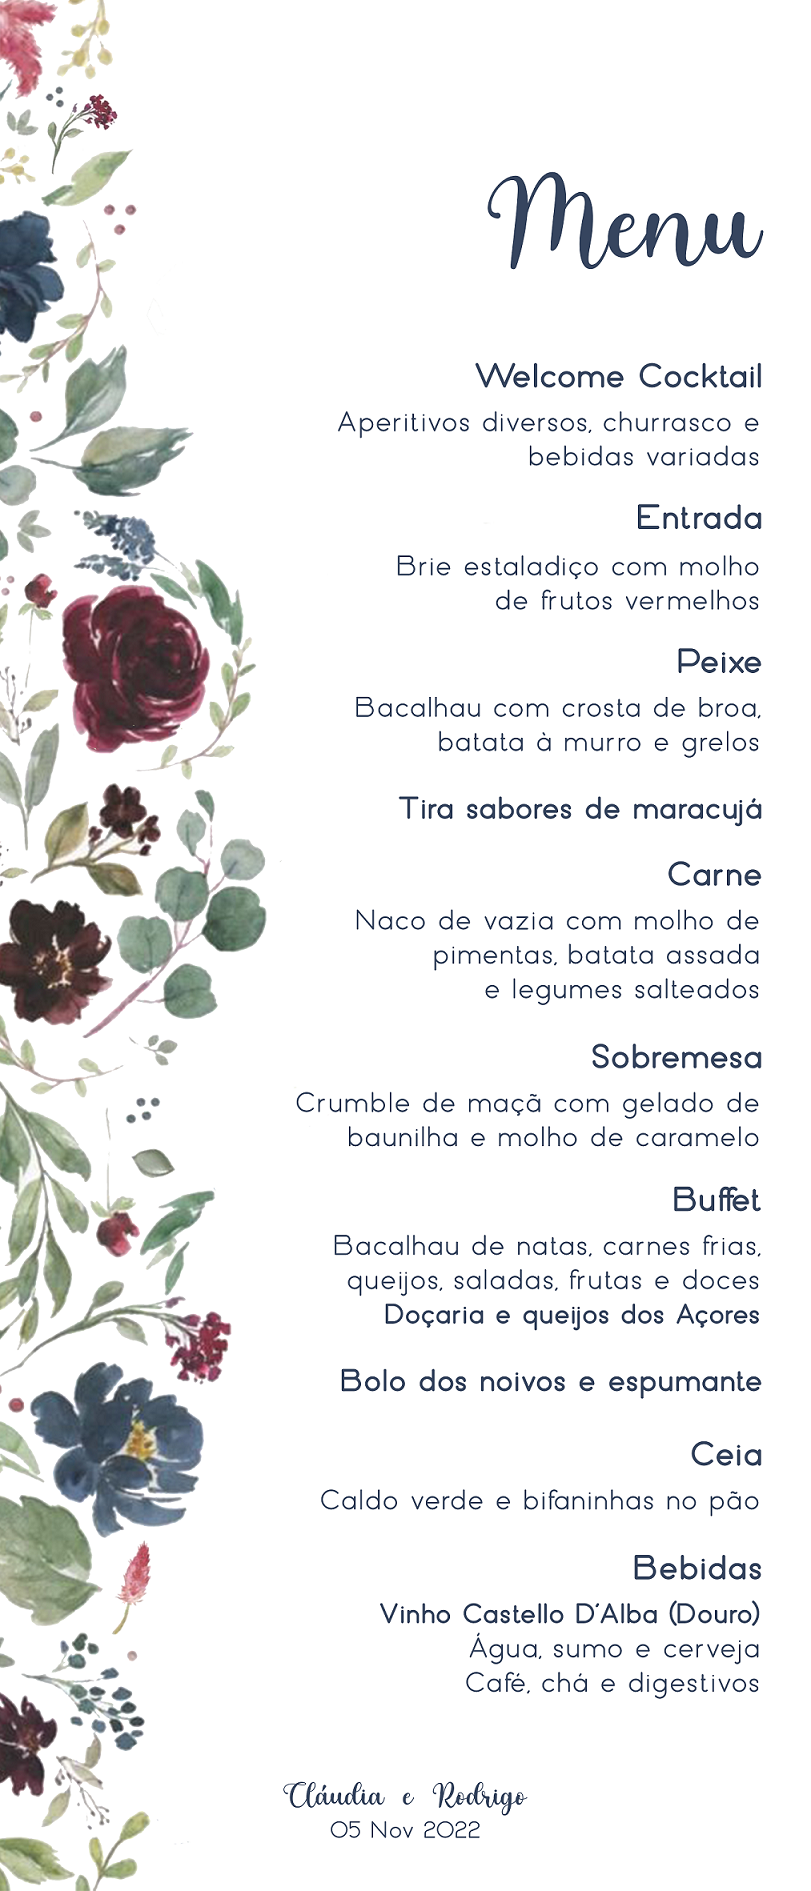 Menu
Welcome Cocktail
Aperitivos diversos, churrasco e
bebidas variadas
Entrada
Brie estaladiço com molho
de frutos vermelhos
Peixe
Bacalhau com crosta de broa,
batata à murro e grelos
Tira sabores de maracujá
Carne
Naco de vazia com molho de
pimentas, batata assada
e legumes salteados
Sobremesa
Crumble de maçã com gelado de
baunilha e molho de caramelo
Buffet
Bacalhau de natas, carnes frias,
queijos, saladas, frutas e doces
Doçaria e queijos dos Açores
Bolo dos noivos e espumante
Ceia
Caldo verde e bifaninhas no pão
Bebidas
Vinho Castello D'Alba (Douro)
Água, sumo e cerveja
Café, chá e digestivos
Cláudia e Rodrigo
05 Nov 2022